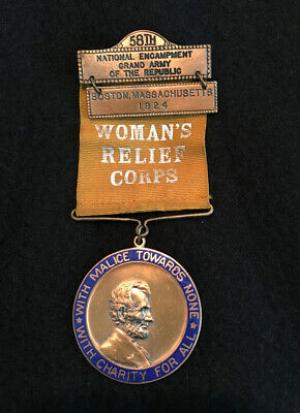 58TH
NATIONAL ENCAMPMENT
GRAND ARMY
OF THE REPUBLIC
BOSTON, MASSACHUSETTS
1924
WOMAN'S
RELIEF
CORPS
WITH MALICE TOWARDS NONE
WITH CHARITY FOR ALL